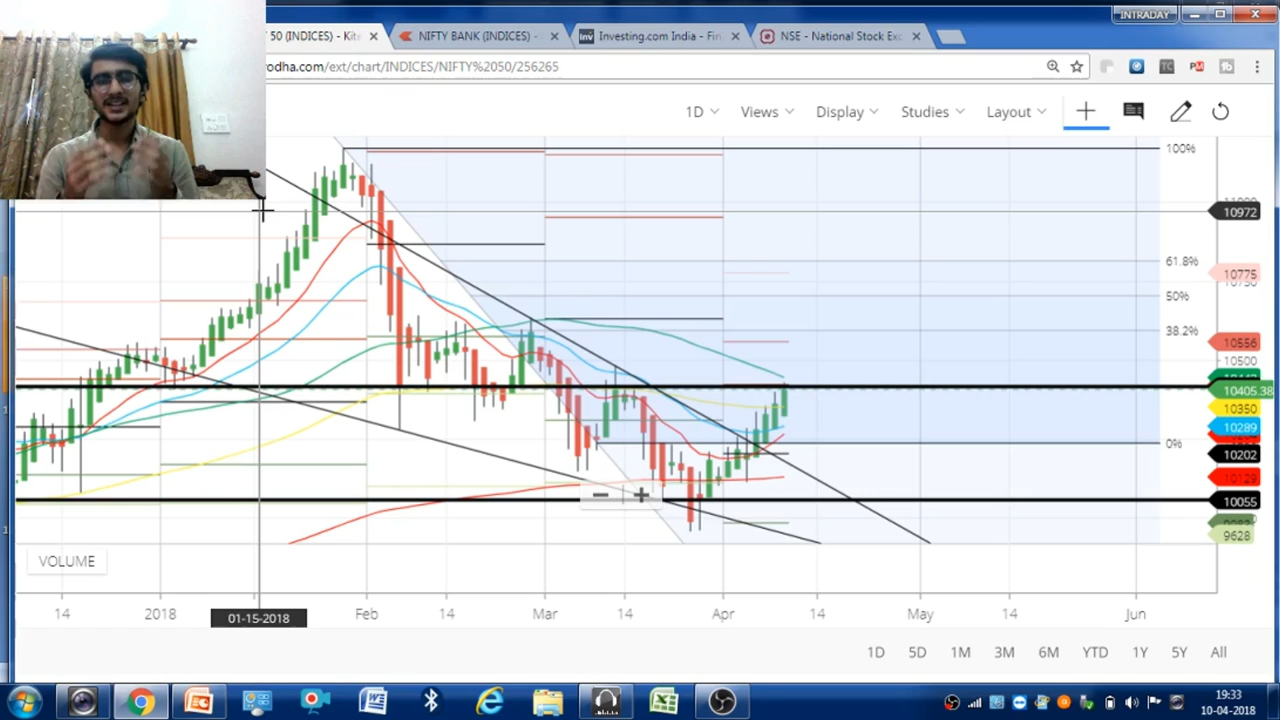 INTRADAY
50 (INDICES) - Kit
NIFTY BANK (INDICES) -
Investing.com India - Fin
NSE - National Stock Exc
rodha.com/ext/chart/INDICES/NIFTY%2050/256265
1D Views Display Studies Layout
100%
10972
61.8%
10775
50%
38.2%
10556
10500
10405.38
10350
10289
0%
10202
10129
10055
9628
VOLUME
14 2018 Feb 14 Mar 14 Apr 14 May 14 Jun
01-15-2018
1D 5D 1M 3M 6M YTD 1Y 5Y All
19:33
10-04-2018